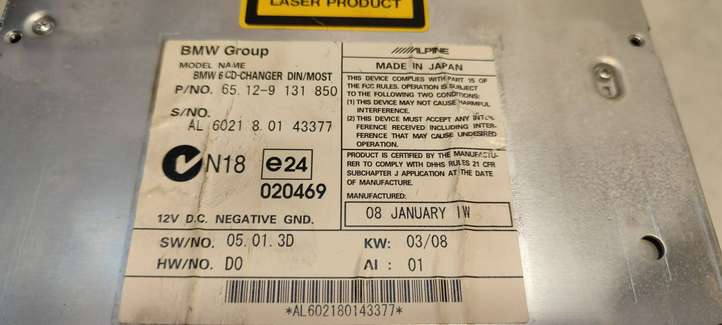 LASER PRODUCT
BMW Group
MODEL NAME
BMW 6 CD-CHANGER DIN/MOST
P/NO. 65.12-9 131 850
S/NO.
AL 6021 8 01 43377
N18 e24
020469
12V D.C. NEGATIVE GND.
ALPINE
MADE IN JAPAN
THIS DEVICE COMPLIES WITH PART 15 OF
THE FCC RULES. OPERATION IS SUBJECT
TO THE FOLLOWING TWO CONDITIONS:
(1) THIS DEVICE MAY NOT CAUSE HARMFUL
INTERFERENCE, AND
(2) THIS DEVICE MUST ACCEPT ANY INTER-
FERENCE RECEIVED INCLUDING INTER-
FERENCE THAT MAY CAUSE UNDESIRED
OPERATION.
PRODUCT IS CERTIFIED BY THE MANUFACTU-
RER TO COMPLY WITH DHHS RULES 21 CFR
SUBCHAPTER J APPLICATION AT THE DATE
OF MANUFACTURE.
MANUFACTURED:
08 JANUARY IW
SW/NO. 05.01.3D KW: 03/08
HW/NO. D0 AI: 01
*AL602180143377*